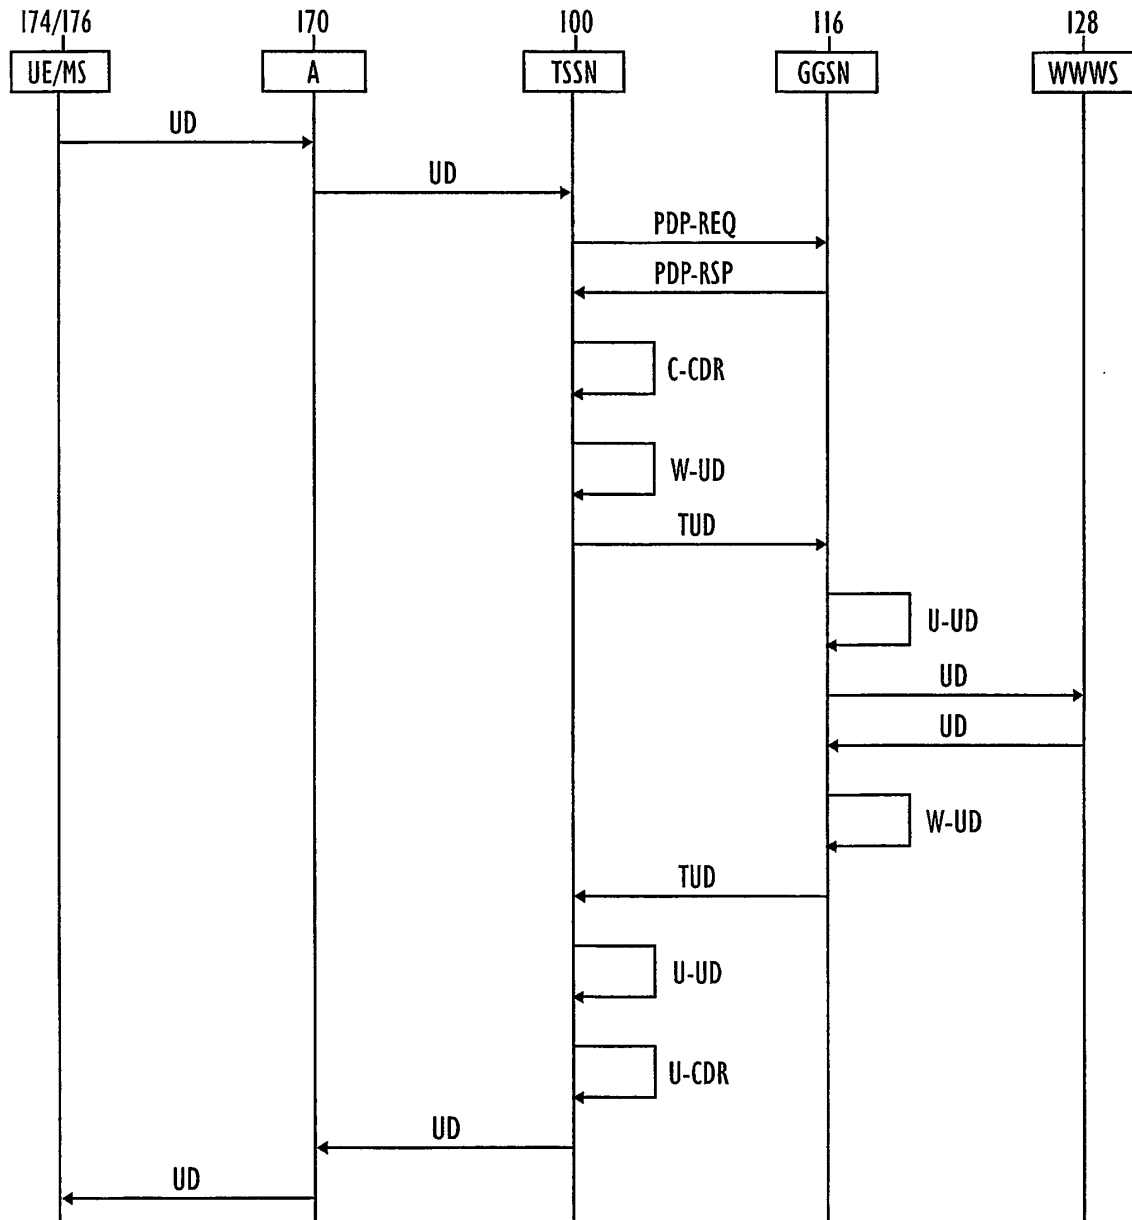 174/176 170 100 116 128
UE/MS A TSSN GGSN WWWS
UD
UD
PDP-REQ
PDP-RSP
C-CDR
W-UD
TUD
U-UD
UD
UD
W-UD
TUD
U-UD
U-CDR
UD
UD